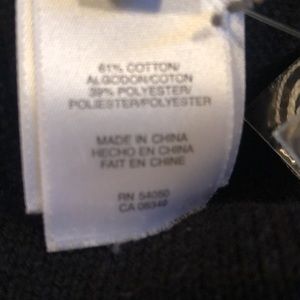 61% COTTON/
ALGODON/COTON
39% POLYESTER/
POLIESTER/POLYESTER
MADE IN CHINA
HECHO EN CHINA
FAIT EN CHINE
RN 54050
CA 08349